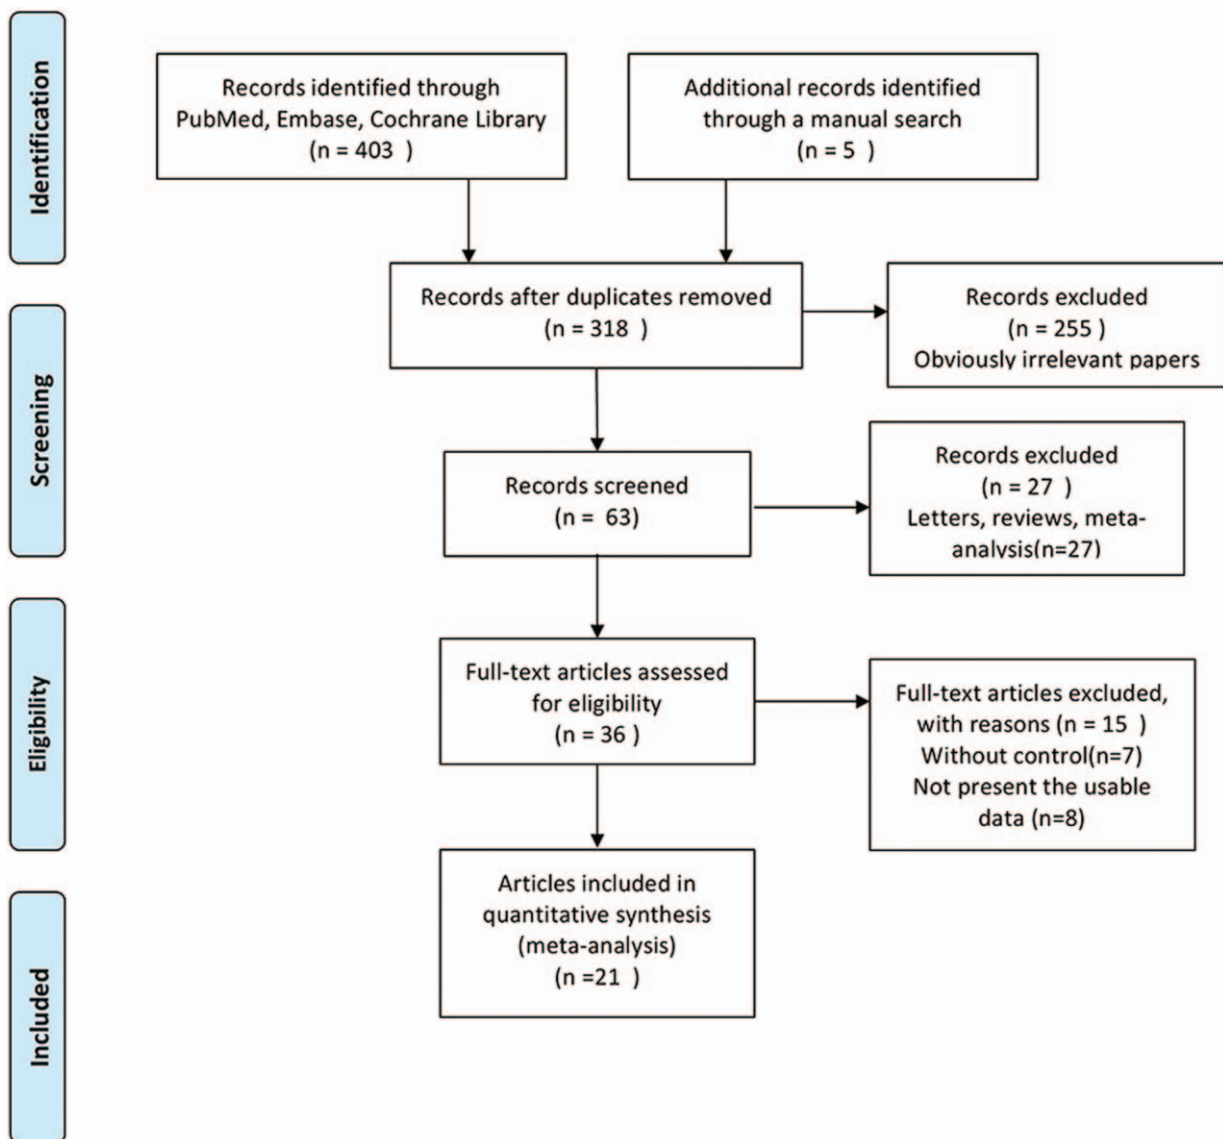 Identification
Records identified through
PubMed, Embase, Cochrane Library
(n = 403  )
Additional records identified
through a manual search
(n = 5  )
Records after duplicates removed
(n = 318  )
Records excluded
(n = 255 )
Obviously irrelevant papers
Screening
Records screened
(n =  63)
Records excluded
(n = 27  )
Letters, reviews, meta-
analysis(n=27)
Eligibility
Full-text articles assessed
for eligibility
(n = 36  )
Full-text articles excluded,
with reasons (n = 15  )
Without control(n=7)
Not present the usable
data (n=8)
Included
Articles included in
quantitative synthesis
(meta-analysis)
(n =21  )